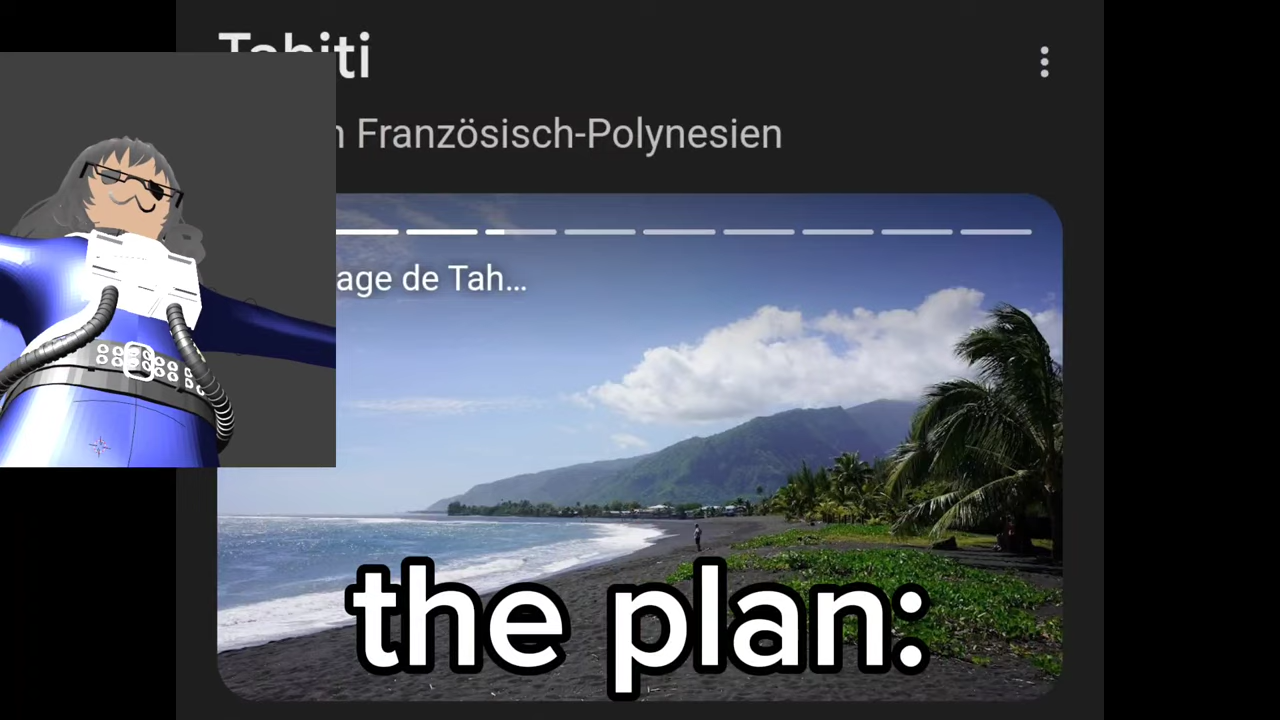 Tahiti
Französisch-Polynesien
age de Tah…
the plan: